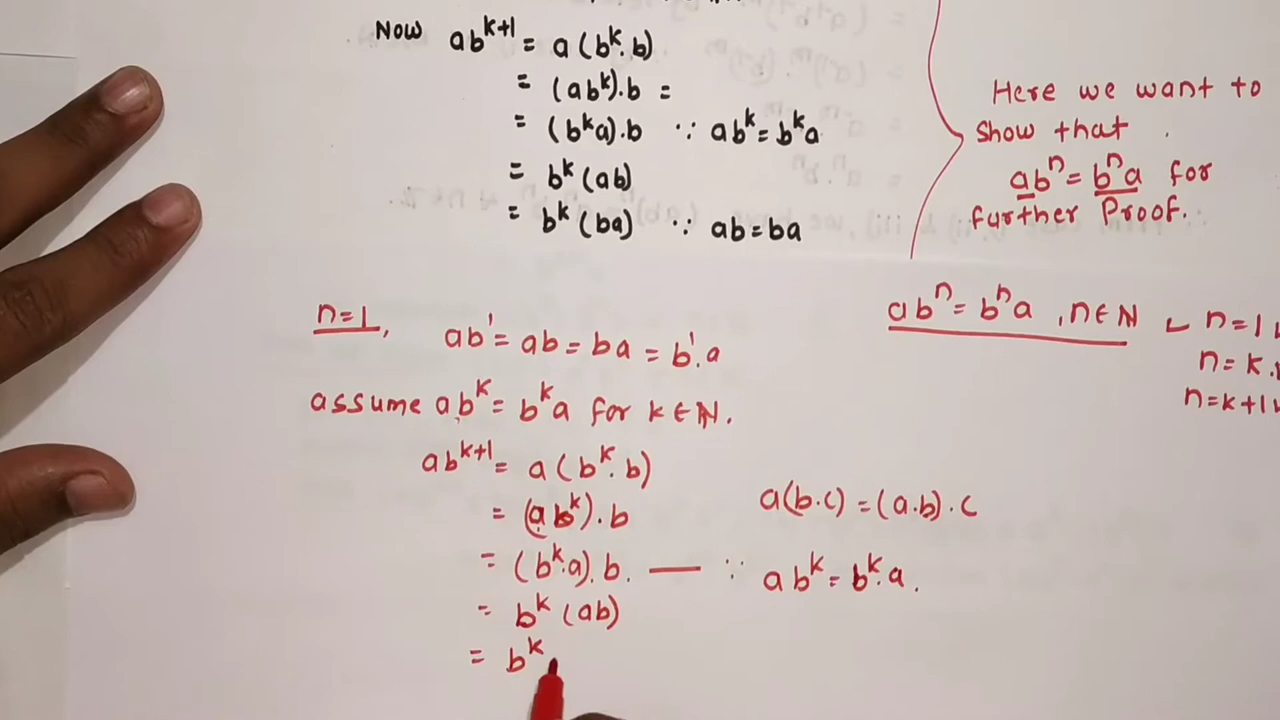 Now ab^{k+1} = a(b^k.b)
= (ab^k).b =
= (b^k a).b ∵ ab^k = b^k a
= b^k (ab)
= b^k (ba) ∵ ab = ba
Here we want to
Show that .
ab^n = b^n a for
further Proof.
ab^n = b^n a , n∈N
n=1
n=k
n=k+1
n=1, ab^1 = ab = ba = b^1.a
assume ab^k = b^k a for k∈N.
ab^{k+1} = a(b^k.b)
= (ab^k).b a(b.c) = (a.b).c
= (b^k.a).b. — ∵ ab^k = b^k.a.
= b^k (ab)
= b^k